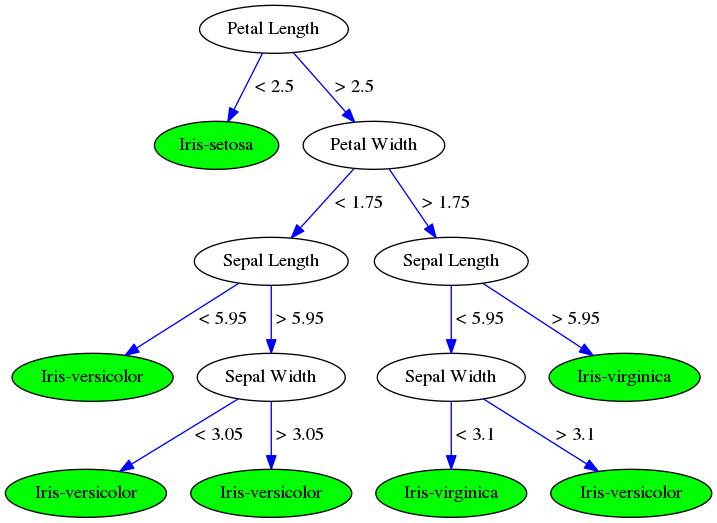 Petal Length
< 2.5
> 2.5
Iris-setosa
Petal Width
< 1.75
> 1.75
Sepal Length
Sepal Length
< 5.95
> 5.95
< 5.95
> 5.95
Iris-versicolor
Sepal Width
Sepal Width
Iris-virginica
< 3.05
> 3.05
< 3.1
> 3.1
Iris-versicolor
Iris-versicolor
Iris-virginica
Iris-versicolor